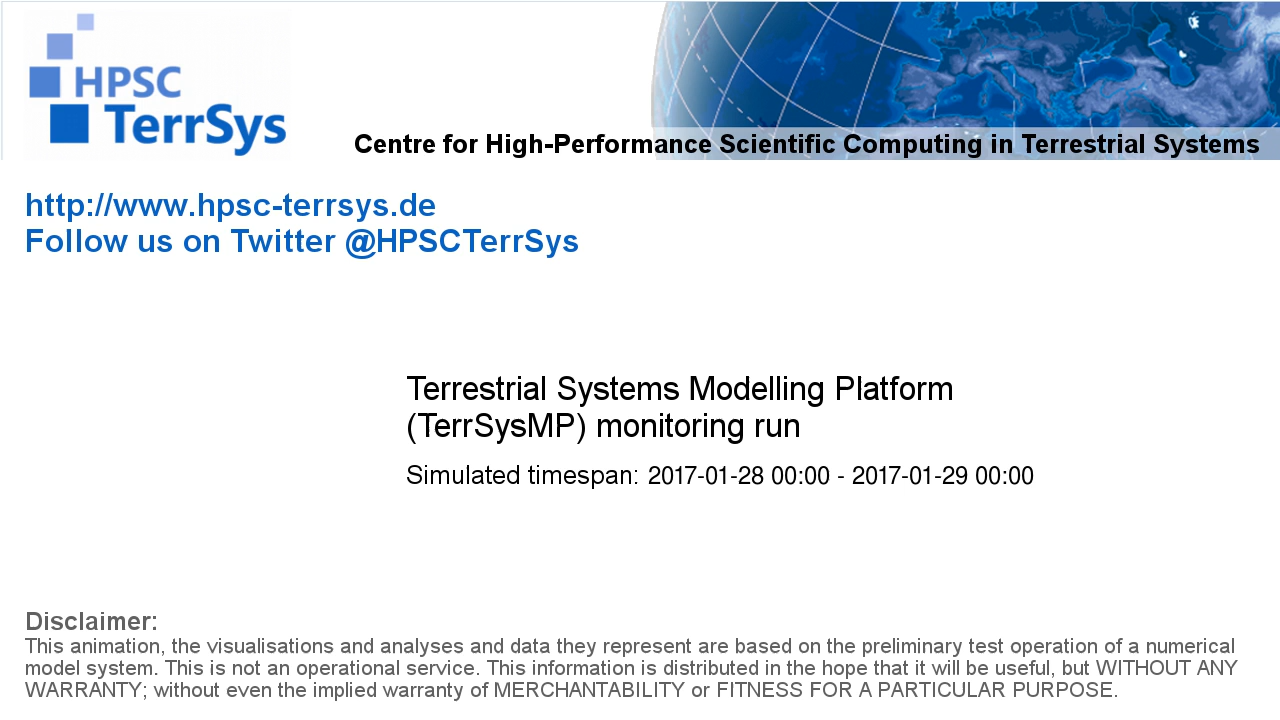 HPSC
TerrSys
Centre for High-Performance Scientific Computing in Terrestrial Systems
http://www.hpsc-terrsys.de
Follow us on Twitter @HPSCTerrSys
Terrestrial Systems Modelling Platform
(TerrSysMP) monitoring run
Simulated timespan: 2017-01-28 00:00 - 2017-01-29 00:00
Disclaimer:
This animation, the visualisations and analyses and data they represent are based on the preliminary test operation of a numerical
model system. This is not an operational service. This information is distributed in the hope that it will be useful, but WITHOUT ANY
WARRANTY; without even the implied warranty of MERCHANTABILITY or FITNESS FOR A PARTICULAR PURPOSE.